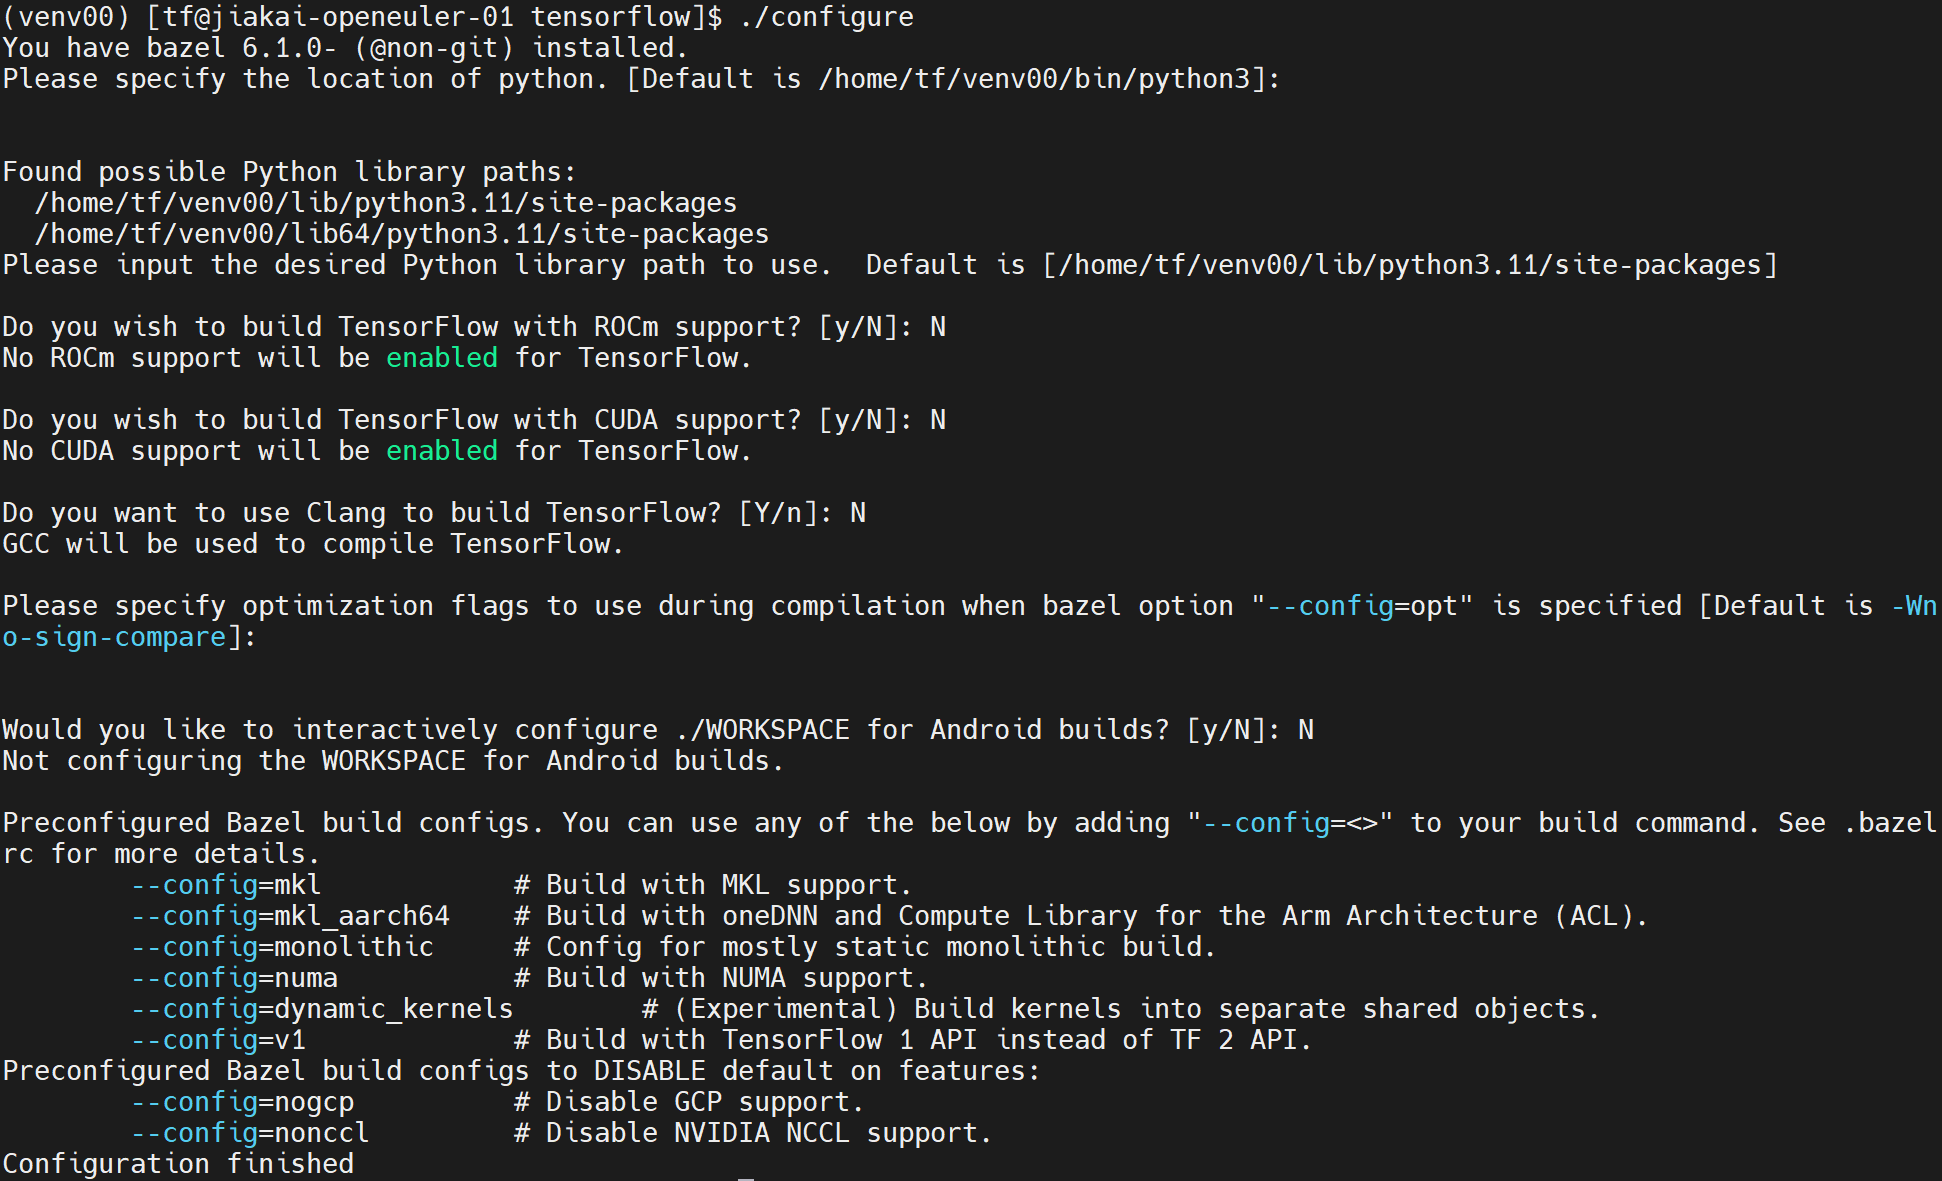 (venv00) [tf@jiakai-openeuler-01 tensorflow]$ ./configure
You have bazel 6.1.0- (@non-git) installed.
Please specify the location of python. [Default is /home/tf/venv00/bin/python3]:
Found possible Python library paths:
  /home/tf/venv00/lib/python3.11/site-packages
  /home/tf/venv00/lib64/python3.11/site-packages
Please input the desired Python library path to use.  Default is [/home/tf/venv00/lib/python3.11/site-packages]
Do you wish to build TensorFlow with ROCm support? [y/N]: N
No ROCm support will be enabled for TensorFlow.
Do you wish to build TensorFlow with CUDA support? [y/N]: N
No CUDA support will be enabled for TensorFlow.
Do you want to use Clang to build TensorFlow? [Y/n]: N
GCC will be used to compile TensorFlow.
Please specify optimization flags to use during compilation when bazel option "--config=opt" is specified [Default is -Wn
o-sign-compare]:
Would you like to interactively configure ./WORKSPACE for Android builds? [y/N]: N
Not configuring the WORKSPACE for Android builds.
Preconfigured Bazel build configs. You can use any of the below by adding "--config=<>" to your build command. See .bazel
rc for more details.
        --config=mkl            # Build with MKL support.
        --config=mkl_aarch64    # Build with oneDNN and Compute Library for the Arm Architecture (ACL).
        --config=monolithic     # Config for mostly static monolithic build.
        --config=numa           # Build with NUMA support.
        --config=dynamic_kernels        # (Experimental) Build kernels into separate shared objects.
        --config=v1             # Build with TensorFlow 1 API instead of TF 2 API.
Preconfigured Bazel build configs to DISABLE default on features:
        --config=nogcp          # Disable GCP support.
        --config=nonccl         # Disable NVIDIA NCCL support.
Configuration finished